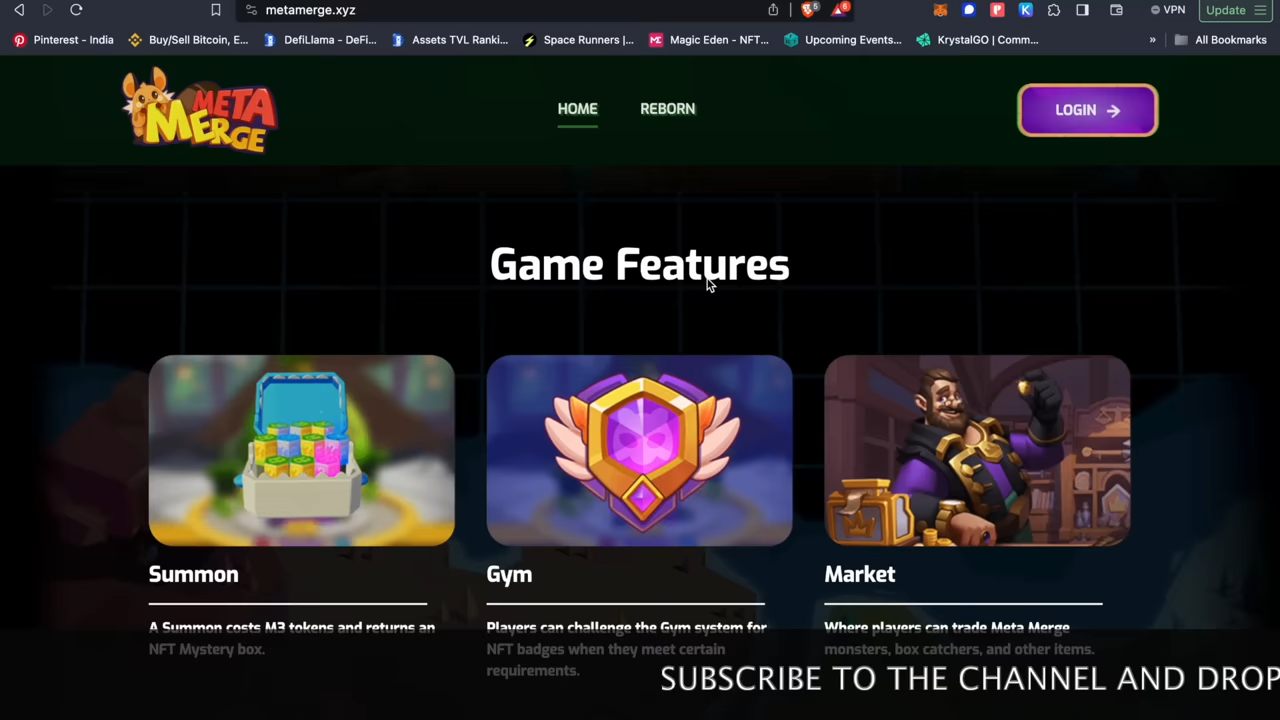 metamerge.xyz
5
6
VPN
Update
Pinterest - India
Buy/Sell Bitcoin, E...
DefiLlama - DeFi...
Assets TVL Ranki...
Space Runners |...
Magic Eden - NFT...
Upcoming Events...
KrystalGO | Comm...
»
All Bookmarks
META
MERGE
HOME
REBORN
LOGIN →
Game Features
Summon
A Summon costs M3 tokens and returns an
NFT Mystery box.
Gym
Players can challenge the Gym system for
NFT badges when they meet certain
requirements.
Market
Where players can trade Meta Merge
monsters, box catchers, and other items.
SUBSCRIBE TO THE CHANNEL AND DROP